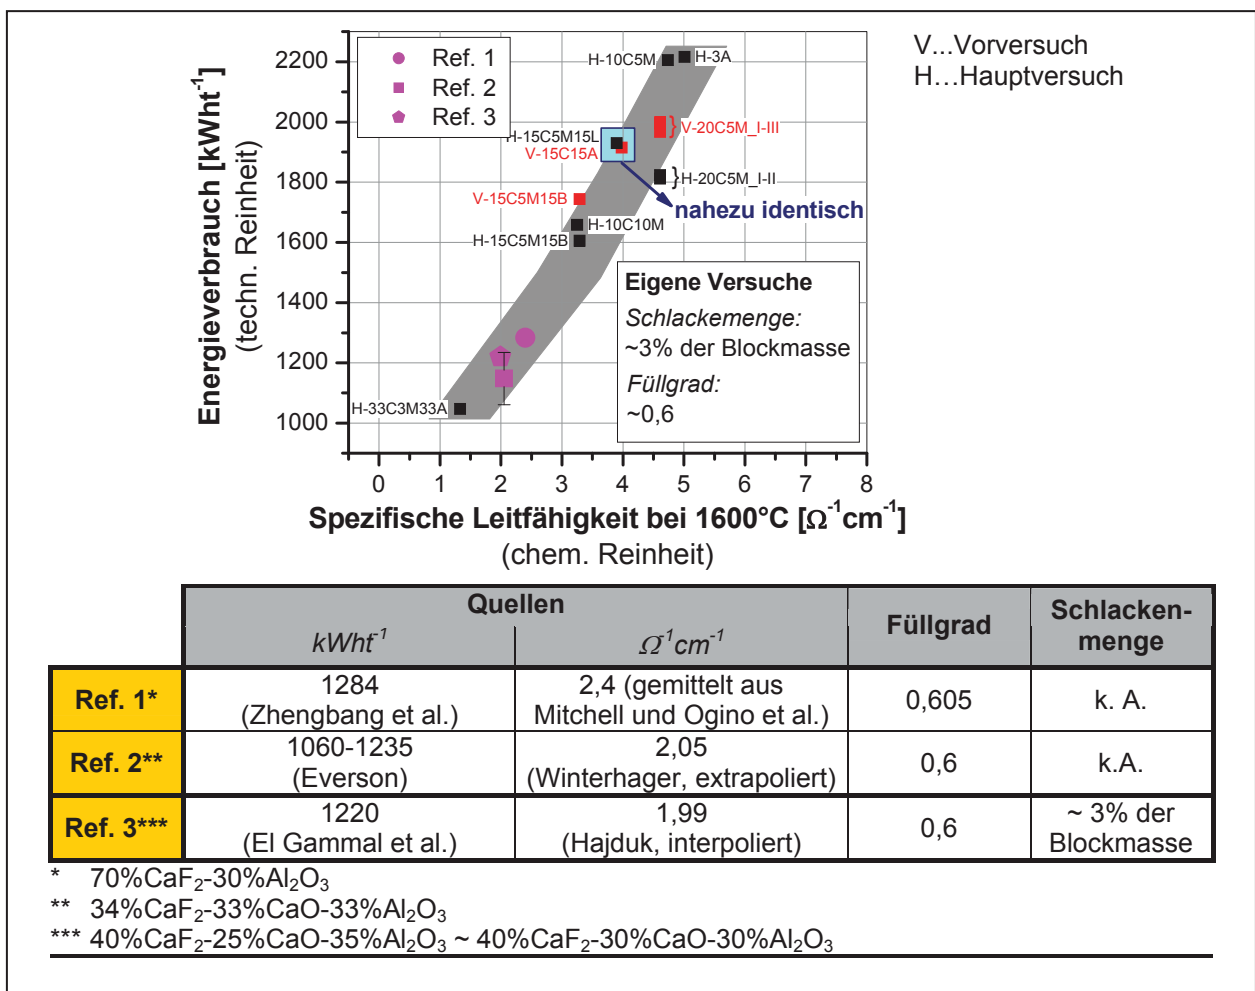 V...Vorversuch
H...Hauptversuch
Energieverbrauch [kWht⁻¹]
(techn. Reinheit)
2200
2000
1800
1600
1400
1200
1000
Ref. 1
Ref. 2
Ref. 3
H-10C5M
H-3A
H-15C5M15L
V-15C15A
} V-20C5M_I-III
} H-20C5M_I-II
nahezu identisch
V-15C5M15B
H-10C10M
H-15C5M15B
H-33C3M33A
Eigene Versuche
Schlackemenge:
~3% der Blockmasse
Füllgrad:
~0,6
0 1 2 3 4 5 6 7 8
Spezifische Leitfähigkeit bei 1600°C [Ω⁻¹cm⁻¹]
(chem. Reinheit)
Quellen
kWht⁻¹
Ω⁻¹cm⁻¹
Füllgrad
Schlacken-
menge
Ref. 1*
1284
(Zhengbang et al.)
2,4 (gemittelt aus
Mitchell und Ogino et al.)
0,605
k. A.
Ref. 2**
1060-1235
(Everson)
2,05
(Winterhager, extrapoliert)
0,6
k.A.
Ref. 3***
1220
(El Gammal et al.)
1,99
(Hajduk, interpoliert)
0,6
~ 3% der
Blockmasse
* 70%CaF₂-30%Al₂O₃
** 34%CaF₂-33%CaO-33%Al₂O₃
*** 40%CaF₂-25%CaO-35%Al₂O₃ ~ 40%CaF₂-30%CaO-30%Al₂O₃